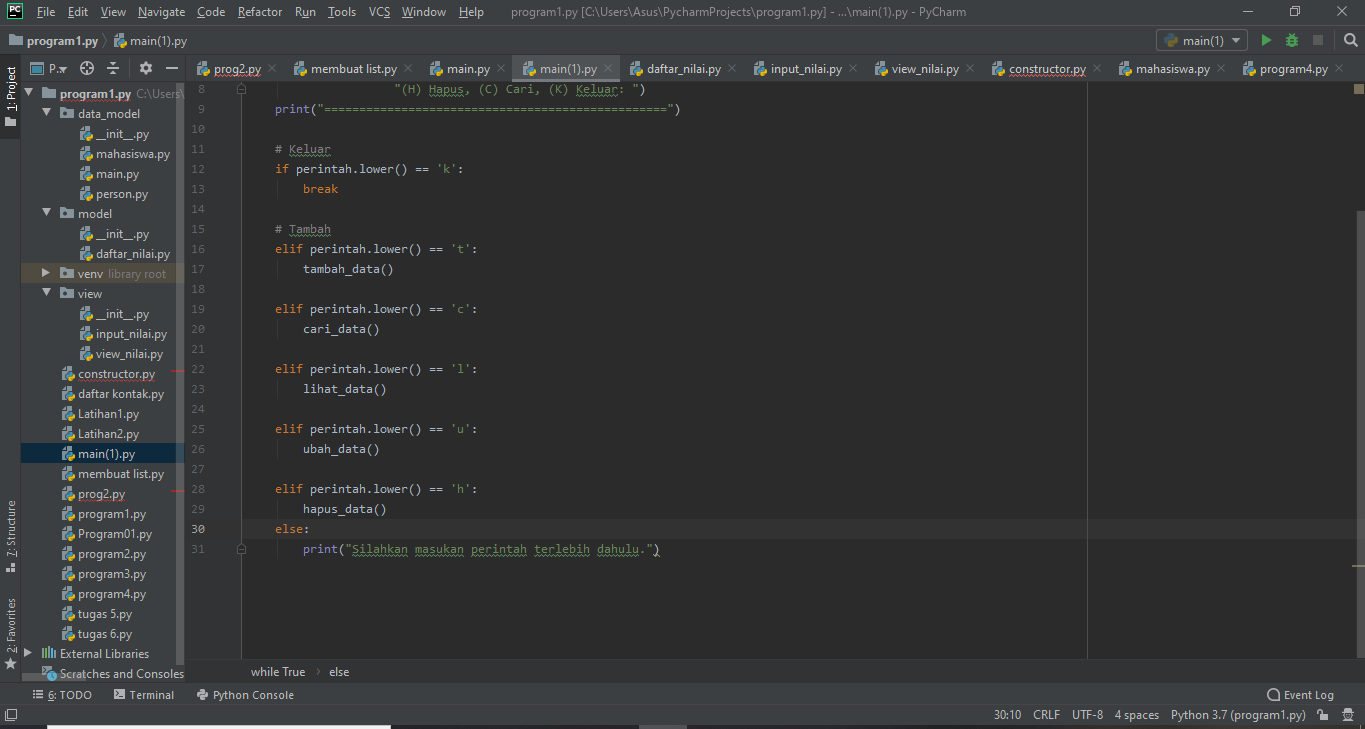 PC File Edit View Navigate Code Refactor Run Tools VCS Window Help program1.py [C:\Users\Asus\PycharmProjects\program1.py] - ...\main(1).py - PyCharm
program1.py main(1).py main(1)
1: Project
P..
prog2.py membuat list.py main.py main(1).py daftar_nilai.py input_nilai.py view_nilai.py constructor.py mahasiswa.py program4.py
program1.py C:\Users\
data_model
__init__.py
mahasiswa.py
main.py
person.py
model
__init__.py
daftar_nilai.py
venv library root
view
__init__.py
input_nilai.py
view_nilai.py
constructor.py
daftar kontak.py
Latihan1.py
Latihan2.py
main(1).py
membuat list.py
prog2.py
program1.py
Program01.py
program2.py
program3.py
program4.py
tugas 5.py
tugas 6.py
External Libraries
Scratches and Consoles
7: Structure
2: Favorites
8 "(H) Hapus, (C) Cari, (K) Keluar: ")
9 print("=================================================")
10
11 # Keluar
12 if perintah.lower() == 'k':
13 break
14
15 # Tambah
16 elif perintah.lower() == 't':
17 tambah_data()
18
19 elif perintah.lower() == 'c':
20 cari_data()
21
22 elif perintah.lower() == 'l':
23 lihat_data()
24
25 elif perintah.lower() == 'u':
26 ubah_data()
27
28 elif perintah.lower() == 'h':
29 hapus_data()
30 else:
31 print("Silahkan masukan perintah terlebih dahulu.")
while True else
6: TODO Terminal Python Console Event Log
30:10 CRLF UTF-8 4 spaces Python 3.7 (program1.py)